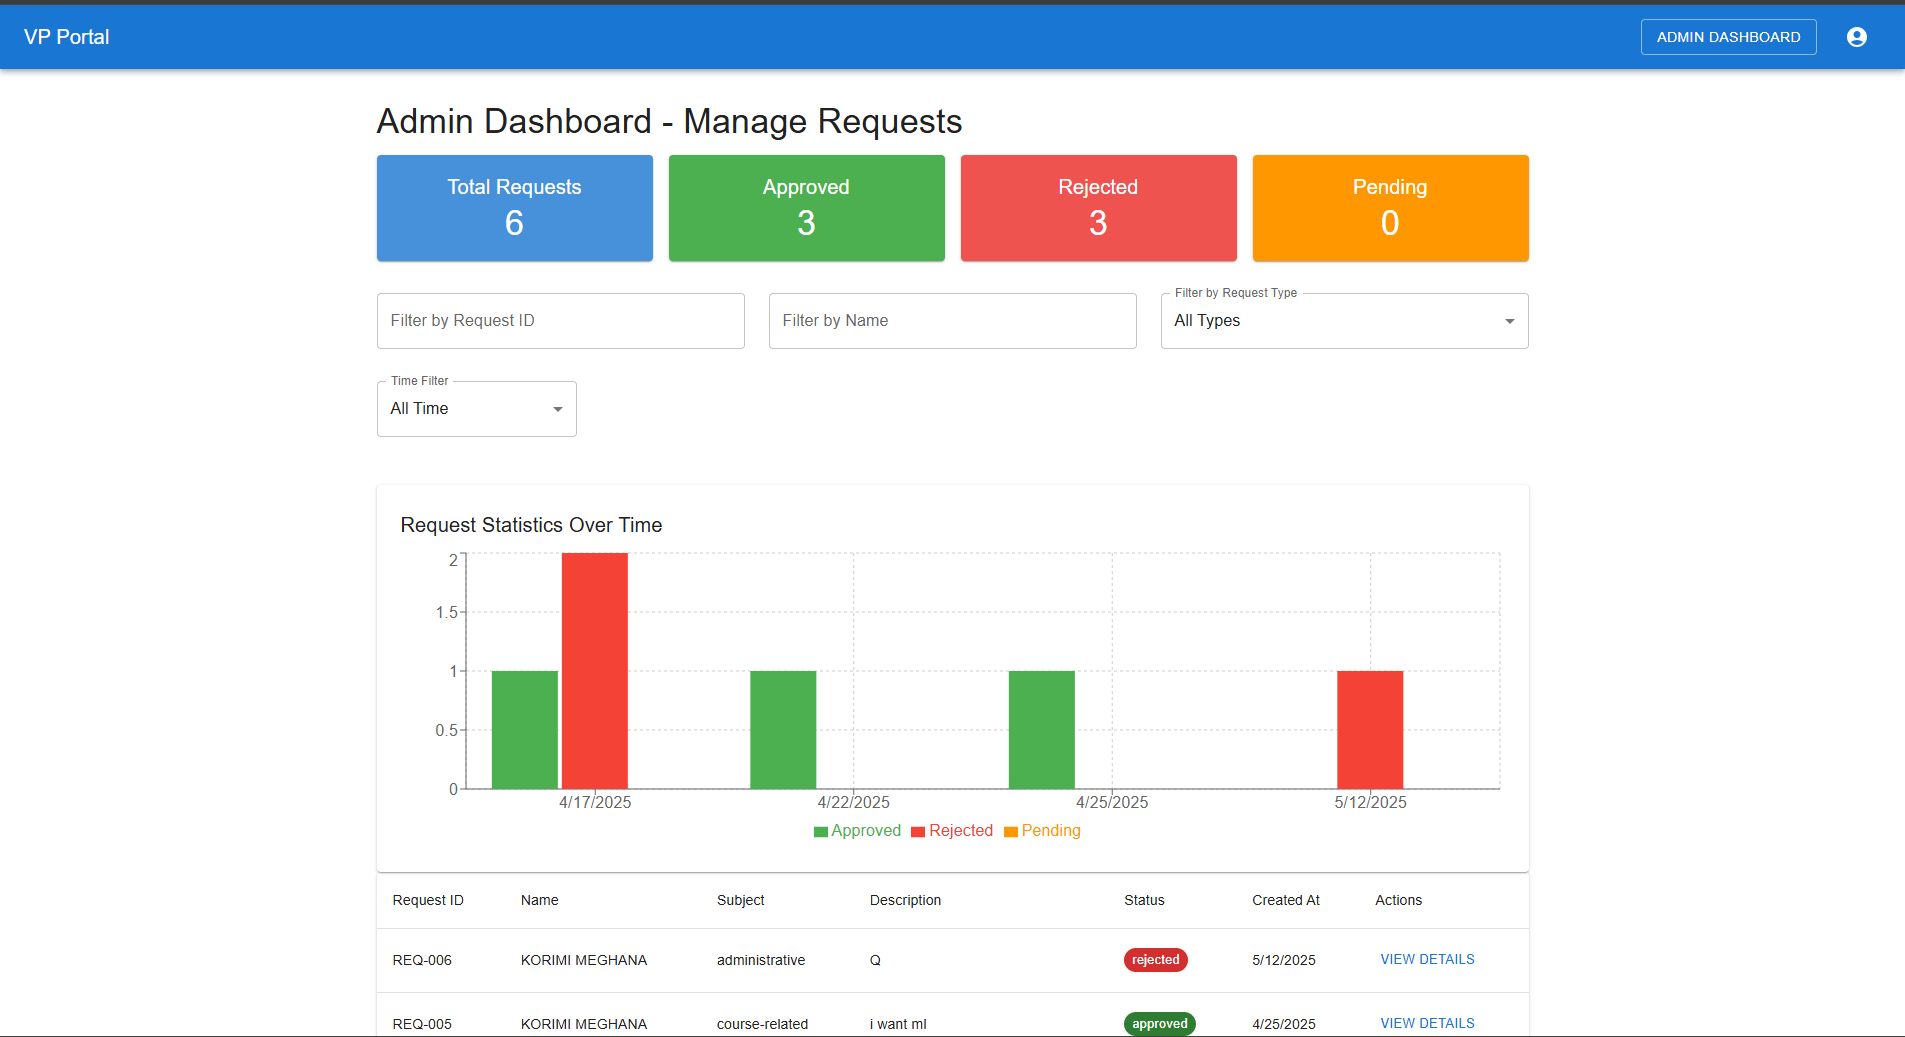 VP Portal
ADMIN DASHBOARD
Admin Dashboard - Manage Requests
Total Requests
6
Approved
3
Rejected
3
Pending
0
Filter by Request ID
Filter by Name
Filter by Request Type
All Types
Time Filter
All Time
Request Statistics Over Time
2
1.5
1
0.5
0
4/17/2025 4/22/2025 4/25/2025 5/12/2025
Approved Rejected Pending
Request ID Name Subject Description Status Created At Actions
REQ-006 KORIMI MEGHANA administrative Q rejected 5/12/2025 VIEW DETAILS
REQ-005 KORIMI MEGHANA course-related i want ml approved 4/25/2025 VIEW DETAILS